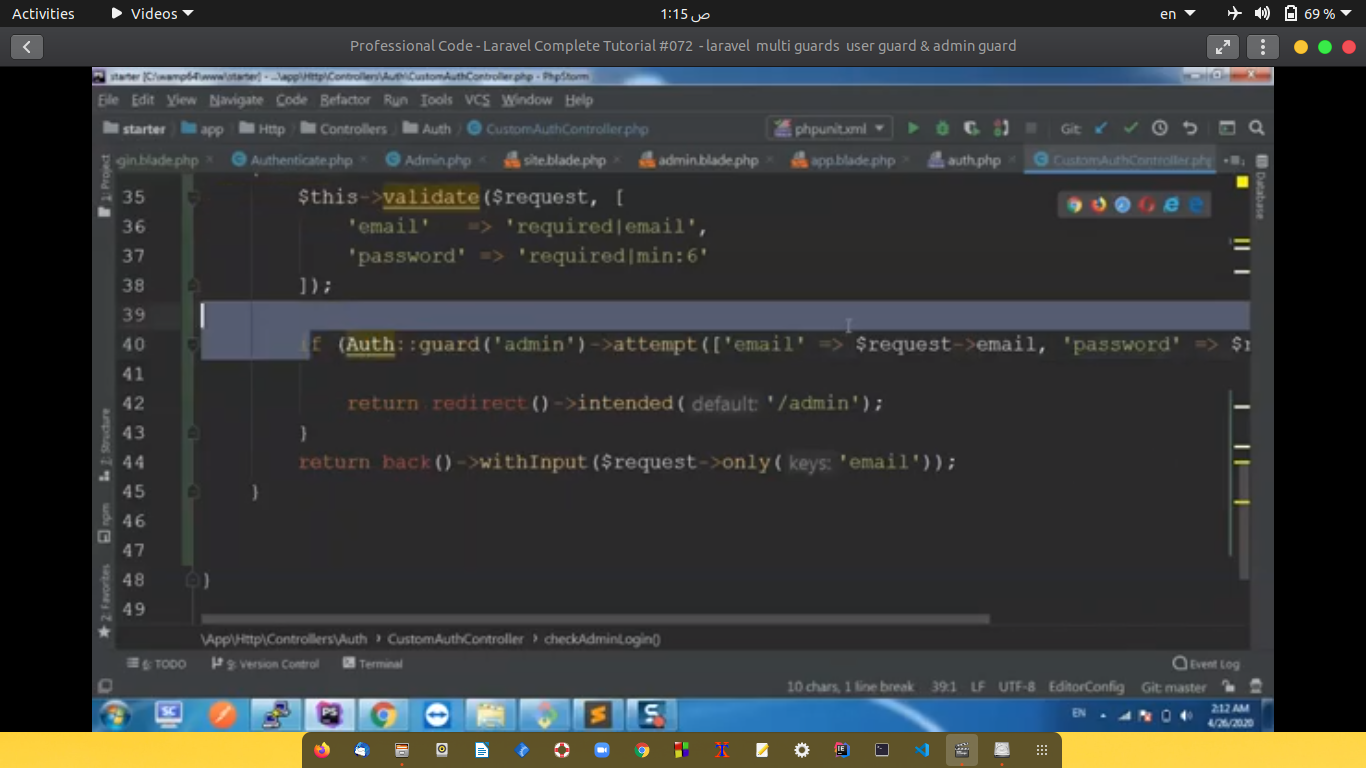 Activities Videos 1:15 ص en 69 %
Professional Code - Laravel Complete Tutorial #072 - laravel multi guards user guard & admin guard
starter [C:\wamp64\www\starter] - ...\app\Http\Controllers\Auth\CustomAuthController.php - PhpStorm
File Edit View Navigate Code Refactor Run Tools VCS Window Help
starter app Http Controllers Auth CustomAuthController.php phpunit.xml Git:
gin.blade.php Authenticate.php Admin.php site.blade.php admin.blade.php app.blade.php auth.php CustomAuthController.php
1: Project
Database
35 $this->validate($request, [
36 'email' => 'required|email',
37 'password' => 'required|min:6'
38 ]);
39
40 if (Auth::guard('admin')->attempt(['email' => $request->email, 'password' => $r
41
42 return redirect()->intended( default: '/admin');
43 }
44 return back()->withInput($request->only( keys: 'email'));
45 }
46
47
48 }
49
7: Structure
npm
2: Favorites
\App\Http\Controllers\Auth › CustomAuthController › checkAdminLogin()
6: TODO 9: Version Control Terminal Event Log
10 chars, 1 line break 39:1 LF UTF-8 EditorConfig Git: master
SC PS EN 2:12 AM
4/26/2020